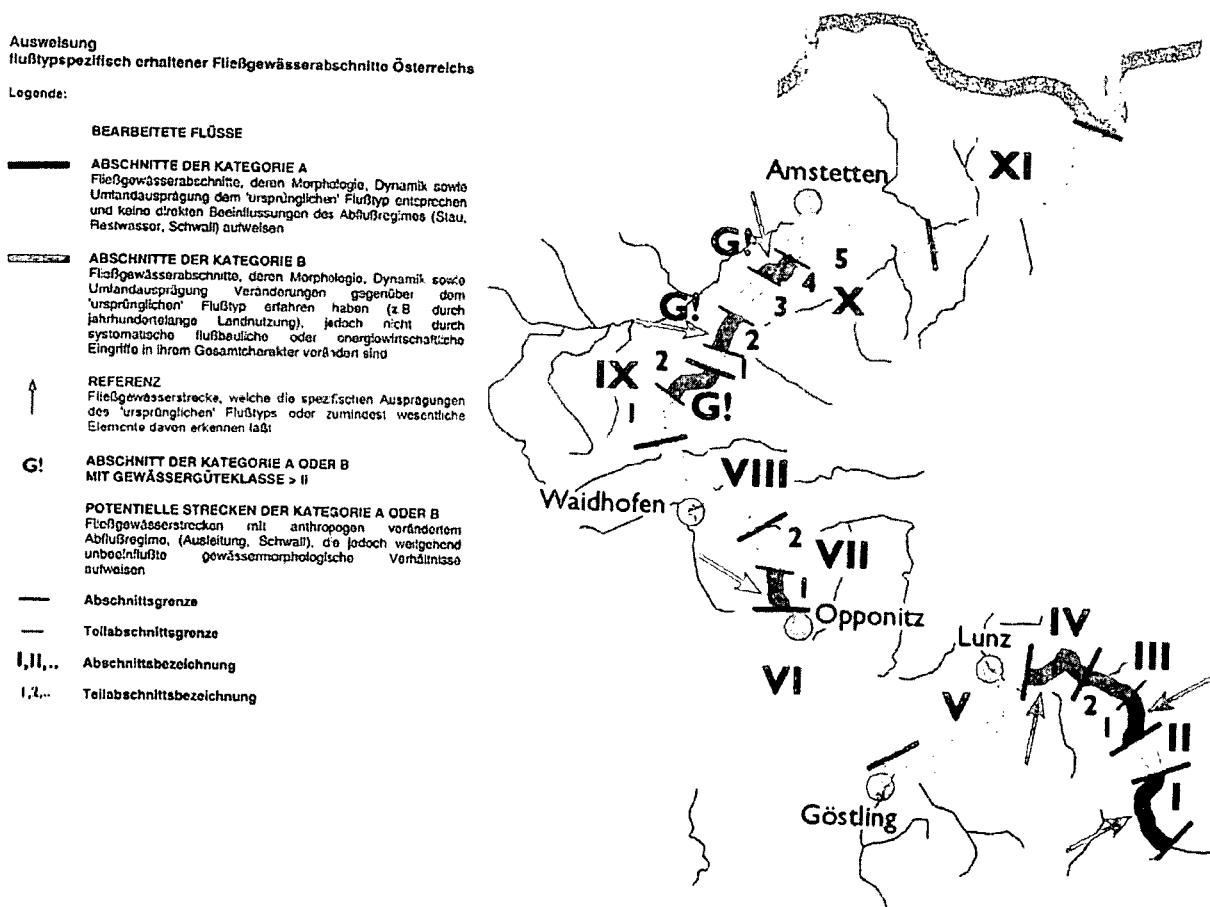 Ausweisung
flußtypspezifisch erhaltener Fließgewässerabschnitte Österreichs
Legende:
BEARBEITETE FLÜSSE
ABSCHNITTE DER KATEGORIE A
Fließgewässerabschnitte, deren Morphologie, Dynamik sowie
Umlandausprägung dem 'ursprünglichen' Flußtyp entsprechen
und keine direkten Beeinflussungen des Abflußregimes (Stau,
Restwasser, Schwall) aufweisen
ABSCHNITTE DER KATEGORIE B
Fließgewässerabschnitte, deren Morphologie, Dynamik sowie
Umlandausprägung Veränderungen gegenüber dem
'ursprünglichen' Flußtyp erfahren haben (z.B durch
jahrhundertelange Landnutzung), jedoch nicht durch
systematische flußbauliche oder energiewirtschaftliche
Eingriffe in ihrem Gesamtcharakter verändert sind
REFERENZ
Fließgewässerstrecke, welche die spezifischen Ausprägungen
des 'ursprünglichen' Flußtyps oder zumindest wesentliche
Elemente davon erkennen läßt
G! ABSCHNITT DER KATEGORIE A ODER B
MIT GEWÄSSERGÜTEKLASSE > II
POTENTIELLE STRECKEN DER KATEGORIE A ODER B
Fließgewässerstrecken mit anthropogen verändertem
Abflußregime, (Ausleitung, Schwall), die jedoch weitgehend
unbeeinflußte gewässermorphologische Verhältnisse
aufweisen
Abschnittsgrenze
Teilabschnittsgrenze
I,II,.. Abschnittsbezeichnung
1,2,.. Teilabschnittsbezeichnung
XI
Amstetten
G!
5
4
X
3
G!
2
1
IX
2
G!
1
VIII
Waidhofen
2
VII
1
Opponitz
VI
Lunz
IV
III
2
V
1
II
I
Göstling